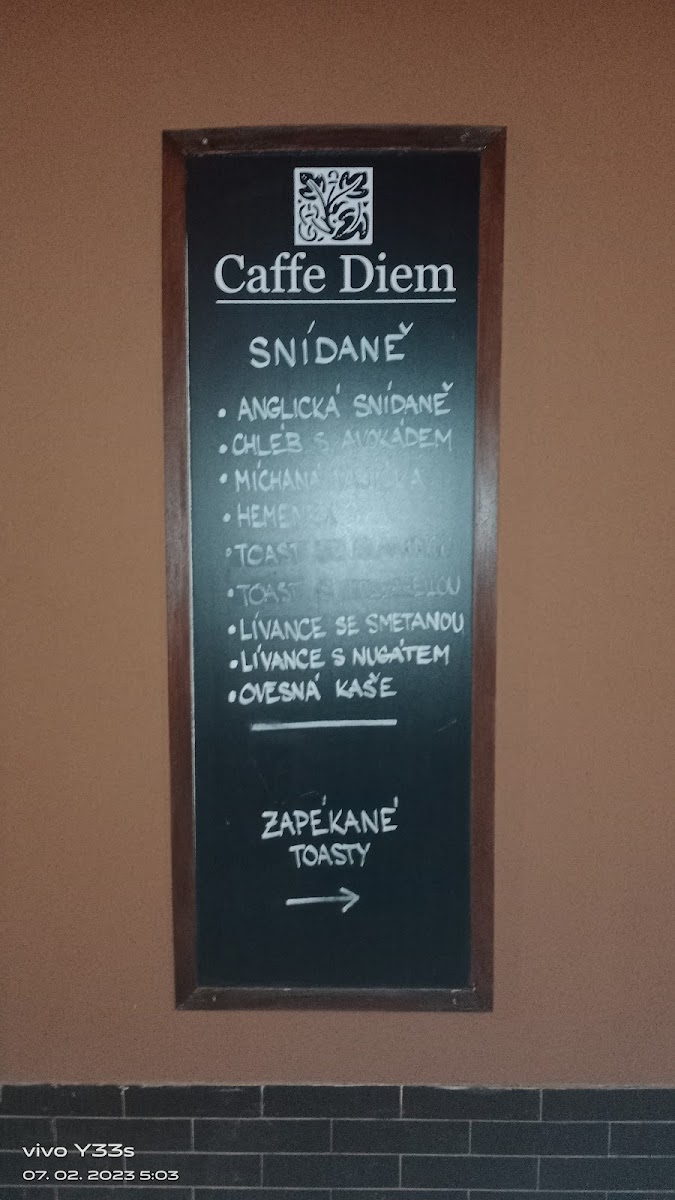 Caffe Diem
SNÍDANĚ
• ANGLICKÁ SNÍDANĚ
• CHLÉB S AVOKÁDEM
• MÍCHANÁ
•
• TOAST
• TOAST S
• LÍVANCE SE SMETANOU
• LÍVANCE S NUGÁTEM
• OVESNÁ KAŠE
ZAPÉKANÉ
TOASTY
→
vivo Y33s
07. 02. 2023 5:03